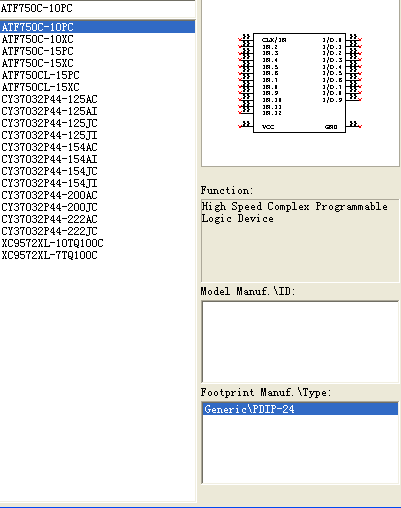 ATF750C-10PC
ATF750C-10PC
ATF750C-10XC
ATF750C-15PC
ATF750C-15XC
ATF750CL-15PC
ATF750CL-15XC
CY37032P44-125AC
CY37032P44-125AI
CY37032P44-125JC
CY37032P44-125JI
CY37032P44-154AC
CY37032P44-154AI
CY37032P44-154JC
CY37032P44-154JI
CY37032P44-200AC
CY37032P44-200JC
CY37032P44-222AC
CY37032P44-222JC
XC9572XL-10TQ100C
XC9572XL-7TQ100C
CLK/IN I/O.0
IN.2 I/O.1
IN.3 I/O.2
IN.4 I/O.3
IN.5 I/O.4
IN.6 I/O.5
IN.7 I/O.6
IN.8 I/O.7
IN.9 I/O.8
IN.10 I/O.9
IN.11
IN.12
VCC GND
Function:
High Speed Complex Programmable
Logic Device
Model Manuf.\ID:
Footprint Manuf.\Type:
Generic\PDIP-24